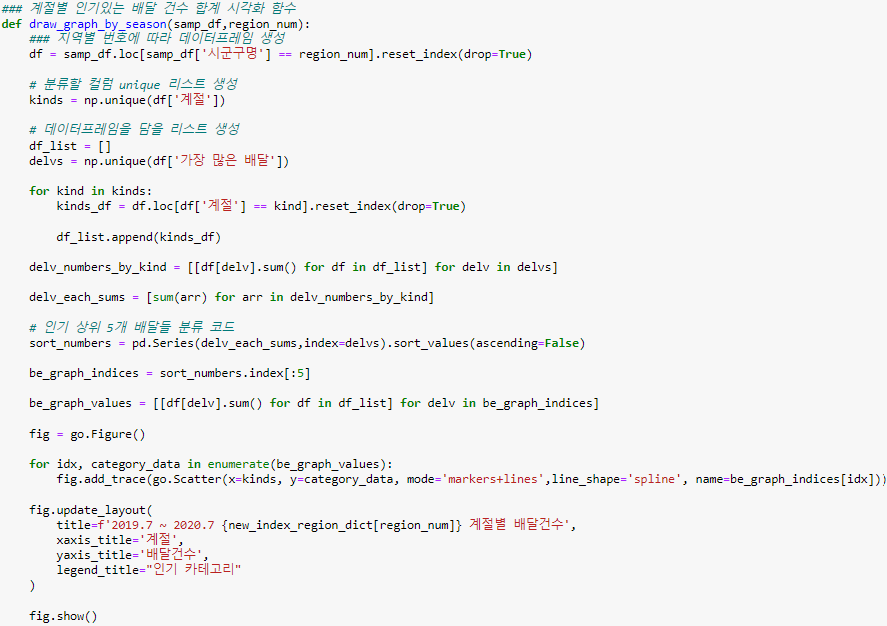 ### 계절별 인기있는 배달 건수 합계 시각화 함수
def draw_graph_by_season(samp_df,region_num):
    ### 지역별 번호에 따라 데이터프레임 생성
    df = samp_df.loc[samp_df['시군구명'] == region_num].reset_index(drop=True)

    # 분류할 컬럼 unique 리스트 생성
    kinds = np.unique(df['계절'])

    # 데이터프레임을 담을 리스트 생성
    df_list = []
    delvs = np.unique(df['가장 많은 배달'])

    for kind in kinds:
        kinds_df = df.loc[df['계절'] == kind].reset_index(drop=True)

        df_list.append(kinds_df)

    delv_numbers_by_kind = [[df[delv].sum() for df in df_list] for delv in delvs]

    delv_each_sums = [sum(arr) for arr in delv_numbers_by_kind]

    # 인기 상위 5개 배달들 분류 코드
    sort_numbers = pd.Series(delv_each_sums,index=delvs).sort_values(ascending=False)

    be_graph_indices = sort_numbers.index[:5]

    be_graph_values = [[df[delv].sum() for df in df_list] for delv in be_graph_indices]

    fig = go.Figure()

    for idx, category_data in enumerate(be_graph_values):
        fig.add_trace(go.Scatter(x=kinds, y=category_data, mode='markers+lines',line_shape='spline', name=be_graph_indices[idx]))

    fig.update_layout(
        title=f'2019.7 ~ 2020.7 {new_index_region_dict[region_num]} 계절별 배달건수',
        xaxis_title='계절',
        yaxis_title='배달건수',
        legend_title="인기 카테고리"
    )

    fig.show()